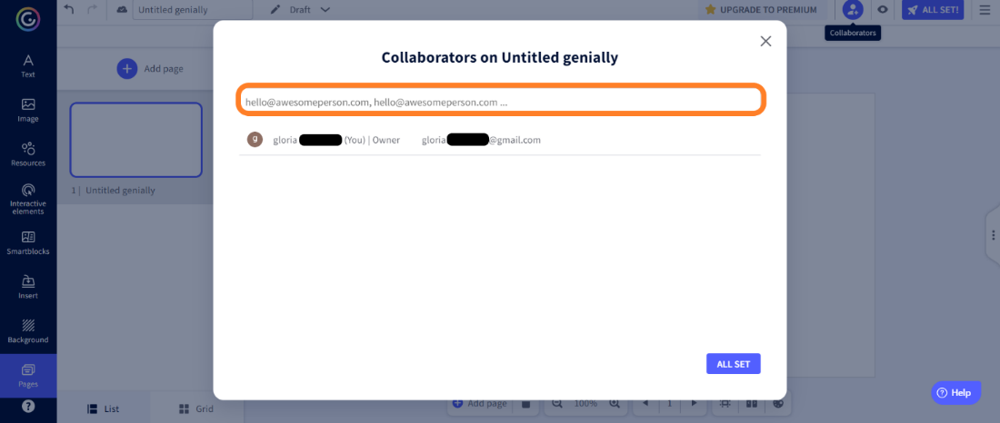 Untitled genially
Draft
UPGRADE TO PREMIUM
ALL SET!
Collaborators
Text
Image
Resources
Interactive
elements
Smartblocks
Insert
Background
Pages
Add page
1 | Untitled genially
List
Grid
Collaborators on Untitled genially
hello@awesomeperson.com, hello@awesomeperson.com ...
g
gloria (You) | Owner gloria @gmail.com
ALL SET
Add page
100%
1
? Help
?